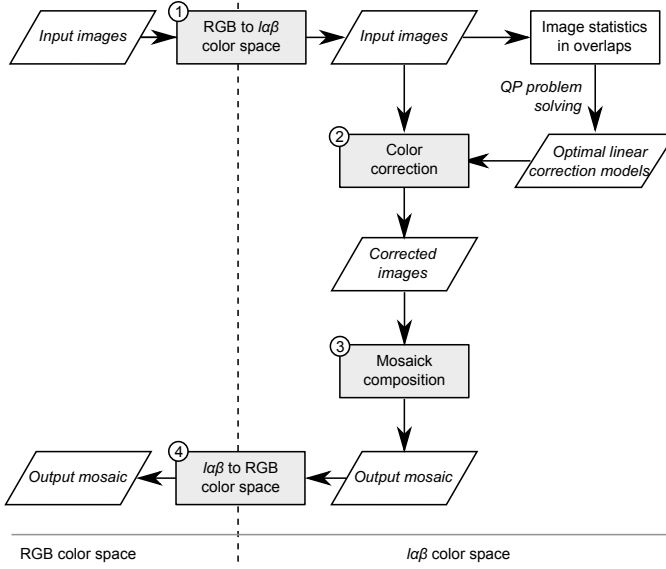 1
Input images
RGB to lαβ
color space
Input images
Image statistics
in overlaps
QP problem
solving
2
Color
correction
Optimal linear
correction models
Corrected
images
3
Mosaick
composition
4
Output mosaic
lαβ to RGB
color space
Output mosaic
RGB color space
lαβ color space